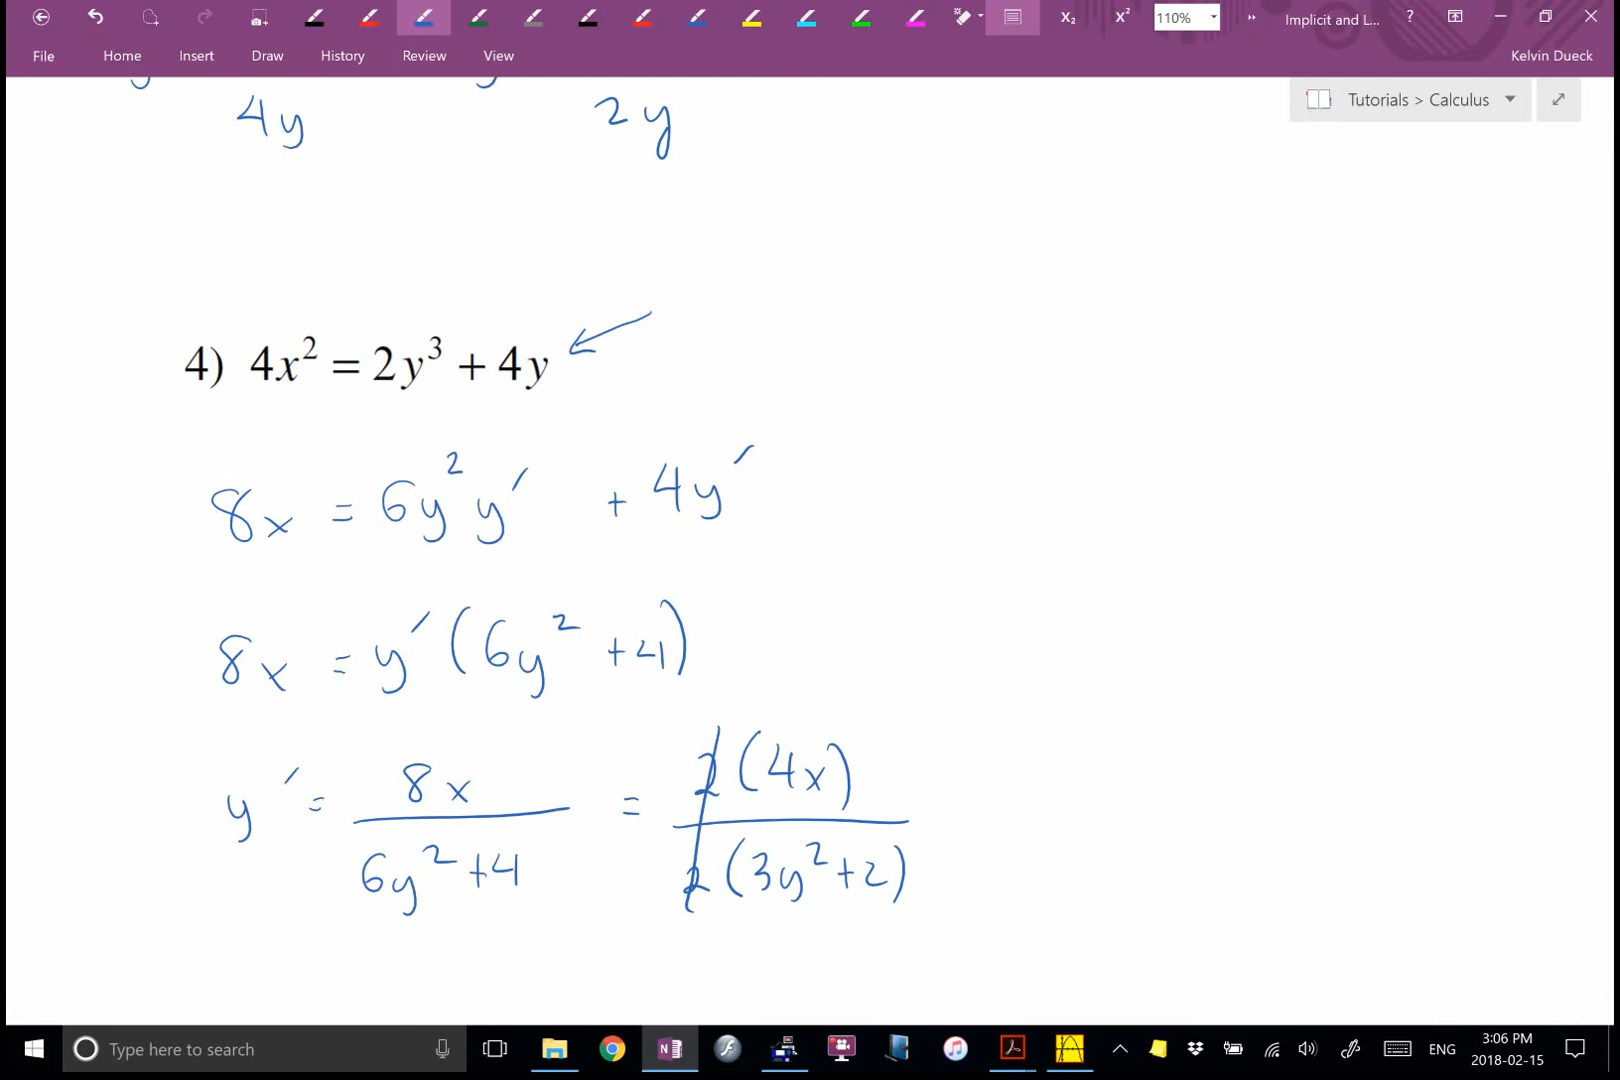 110%
Implicit and L...
?
File Home Insert Draw History Review View
Kelvin Dueck
Tutorials > Calculus
4y 2y
4) 4x² = 2y³ + 4y
8x = 6y² y′ + 4y′
8x = y′ (6y² + 4)
y′ = 8x / 6y² + 4 = 2(4x) / 2(3y² + 2)
Type here to search
ENG
3:06 PM
2018-02-15